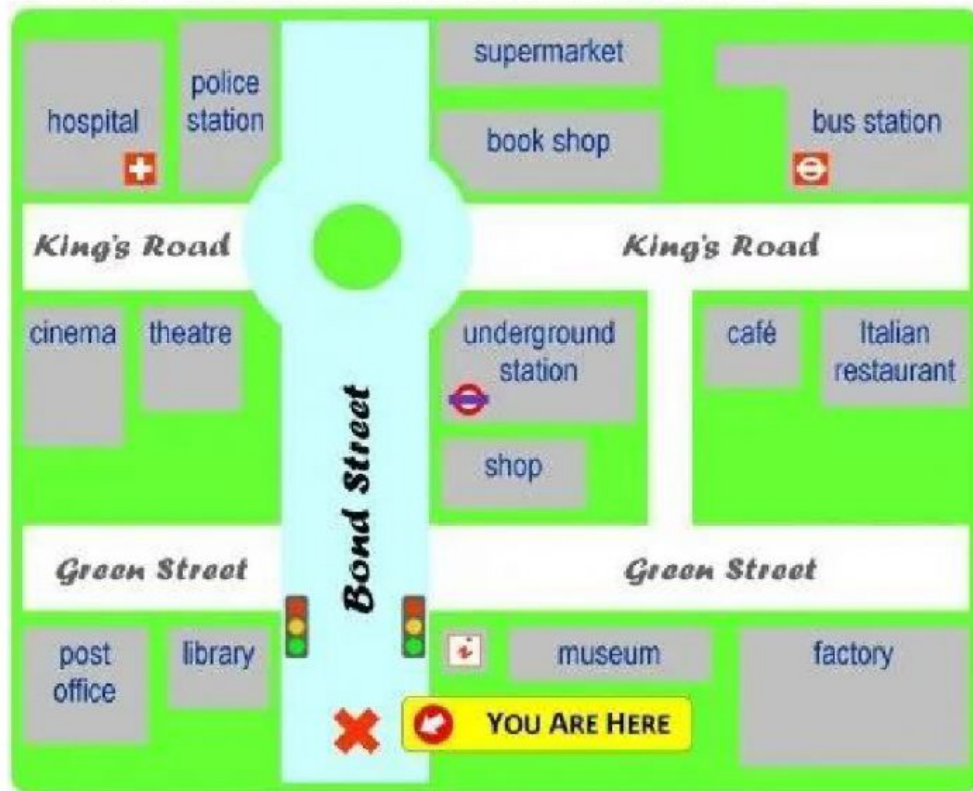 hospital
police
station
supermarket
book shop
bus station
King's Road
King's Road
cinema
theatre
underground
station
café
Italian
restaurant
shop
Bond Street
Green Street
Green Street
post
office
library
i
museum
factory
YOU ARE HERE